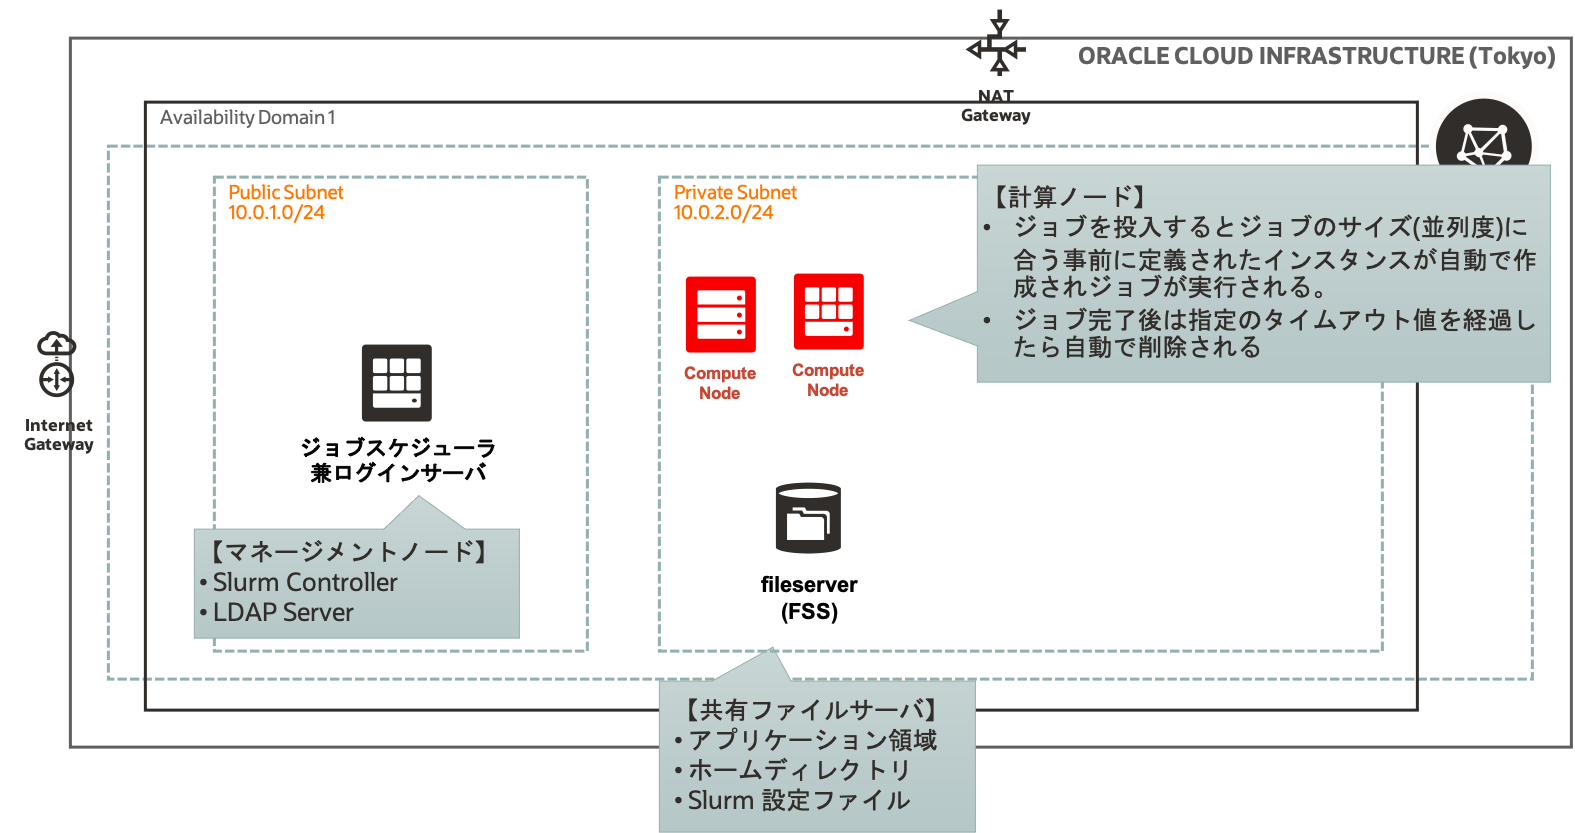 ORACLE CLOUD INFRASTRUCTURE (Tokyo)
NAT
Gateway
Availability Domain 1
Public Subnet
10.0.1.0/24
Private Subnet
10.0.2.0/24
【計算ノード】
• ジョブを投入するとジョブのサイズ(並列度)に
合う事前に定義されたインスタンスが自動で作
成されジョブが実行される。
• ジョブ完了後は指定のタイムアウト値を経過し
たら自動で削除される
Compute
Node
Compute
Node
Internet
Gateway
ジョブスケジューラ
兼ログインサーバ
【マネージメントノード】
• Slurm Controller
• LDAP Server
fileserver
(FSS)
【共有ファイルサーバ】
• アプリケーション領域
• ホームディレクトリ
• Slurm 設定ファイル